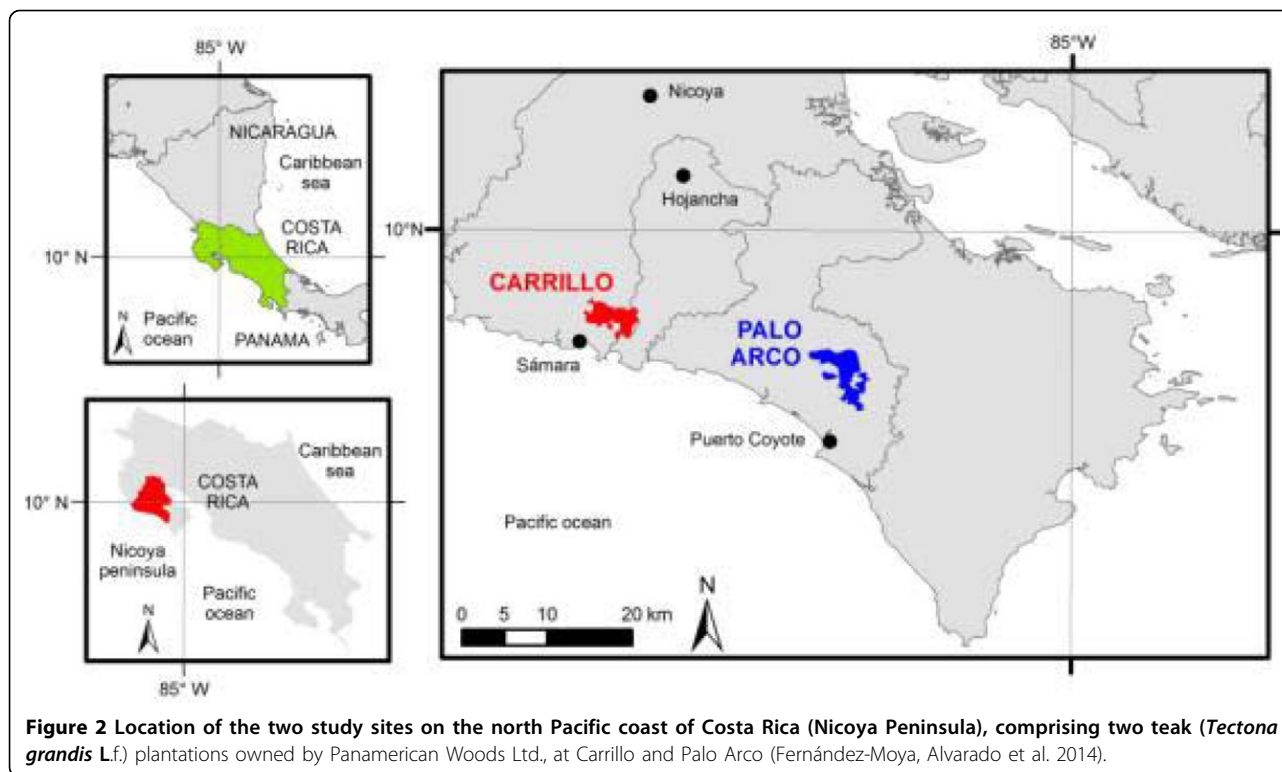 85° W
NICARAGUA
Caribbean
sea
COSTA
RICA
10° N
N
Pacific
ocean
PANAMA
Caribbean
sea
COSTA
RICA
10° N
Nicoya
peninsula
N
Pacific
ocean
85° W
85°W
Nicoya
Hojancha
10°N
CARRILLO
PALO
ARCO
Sámara
Puerto Coyote
Pacific ocean
N
0 5 10 20 km
Figure 2 Location of the two study sites on the north Pacific coast of Costa Rica (Nicoya Peninsula), comprising two teak (Tectona
grandis L.f.) plantations owned by Panamerican Woods Ltd., at Carrillo and Palo Arco (Fernández-Moya, Alvarado et al. 2014).